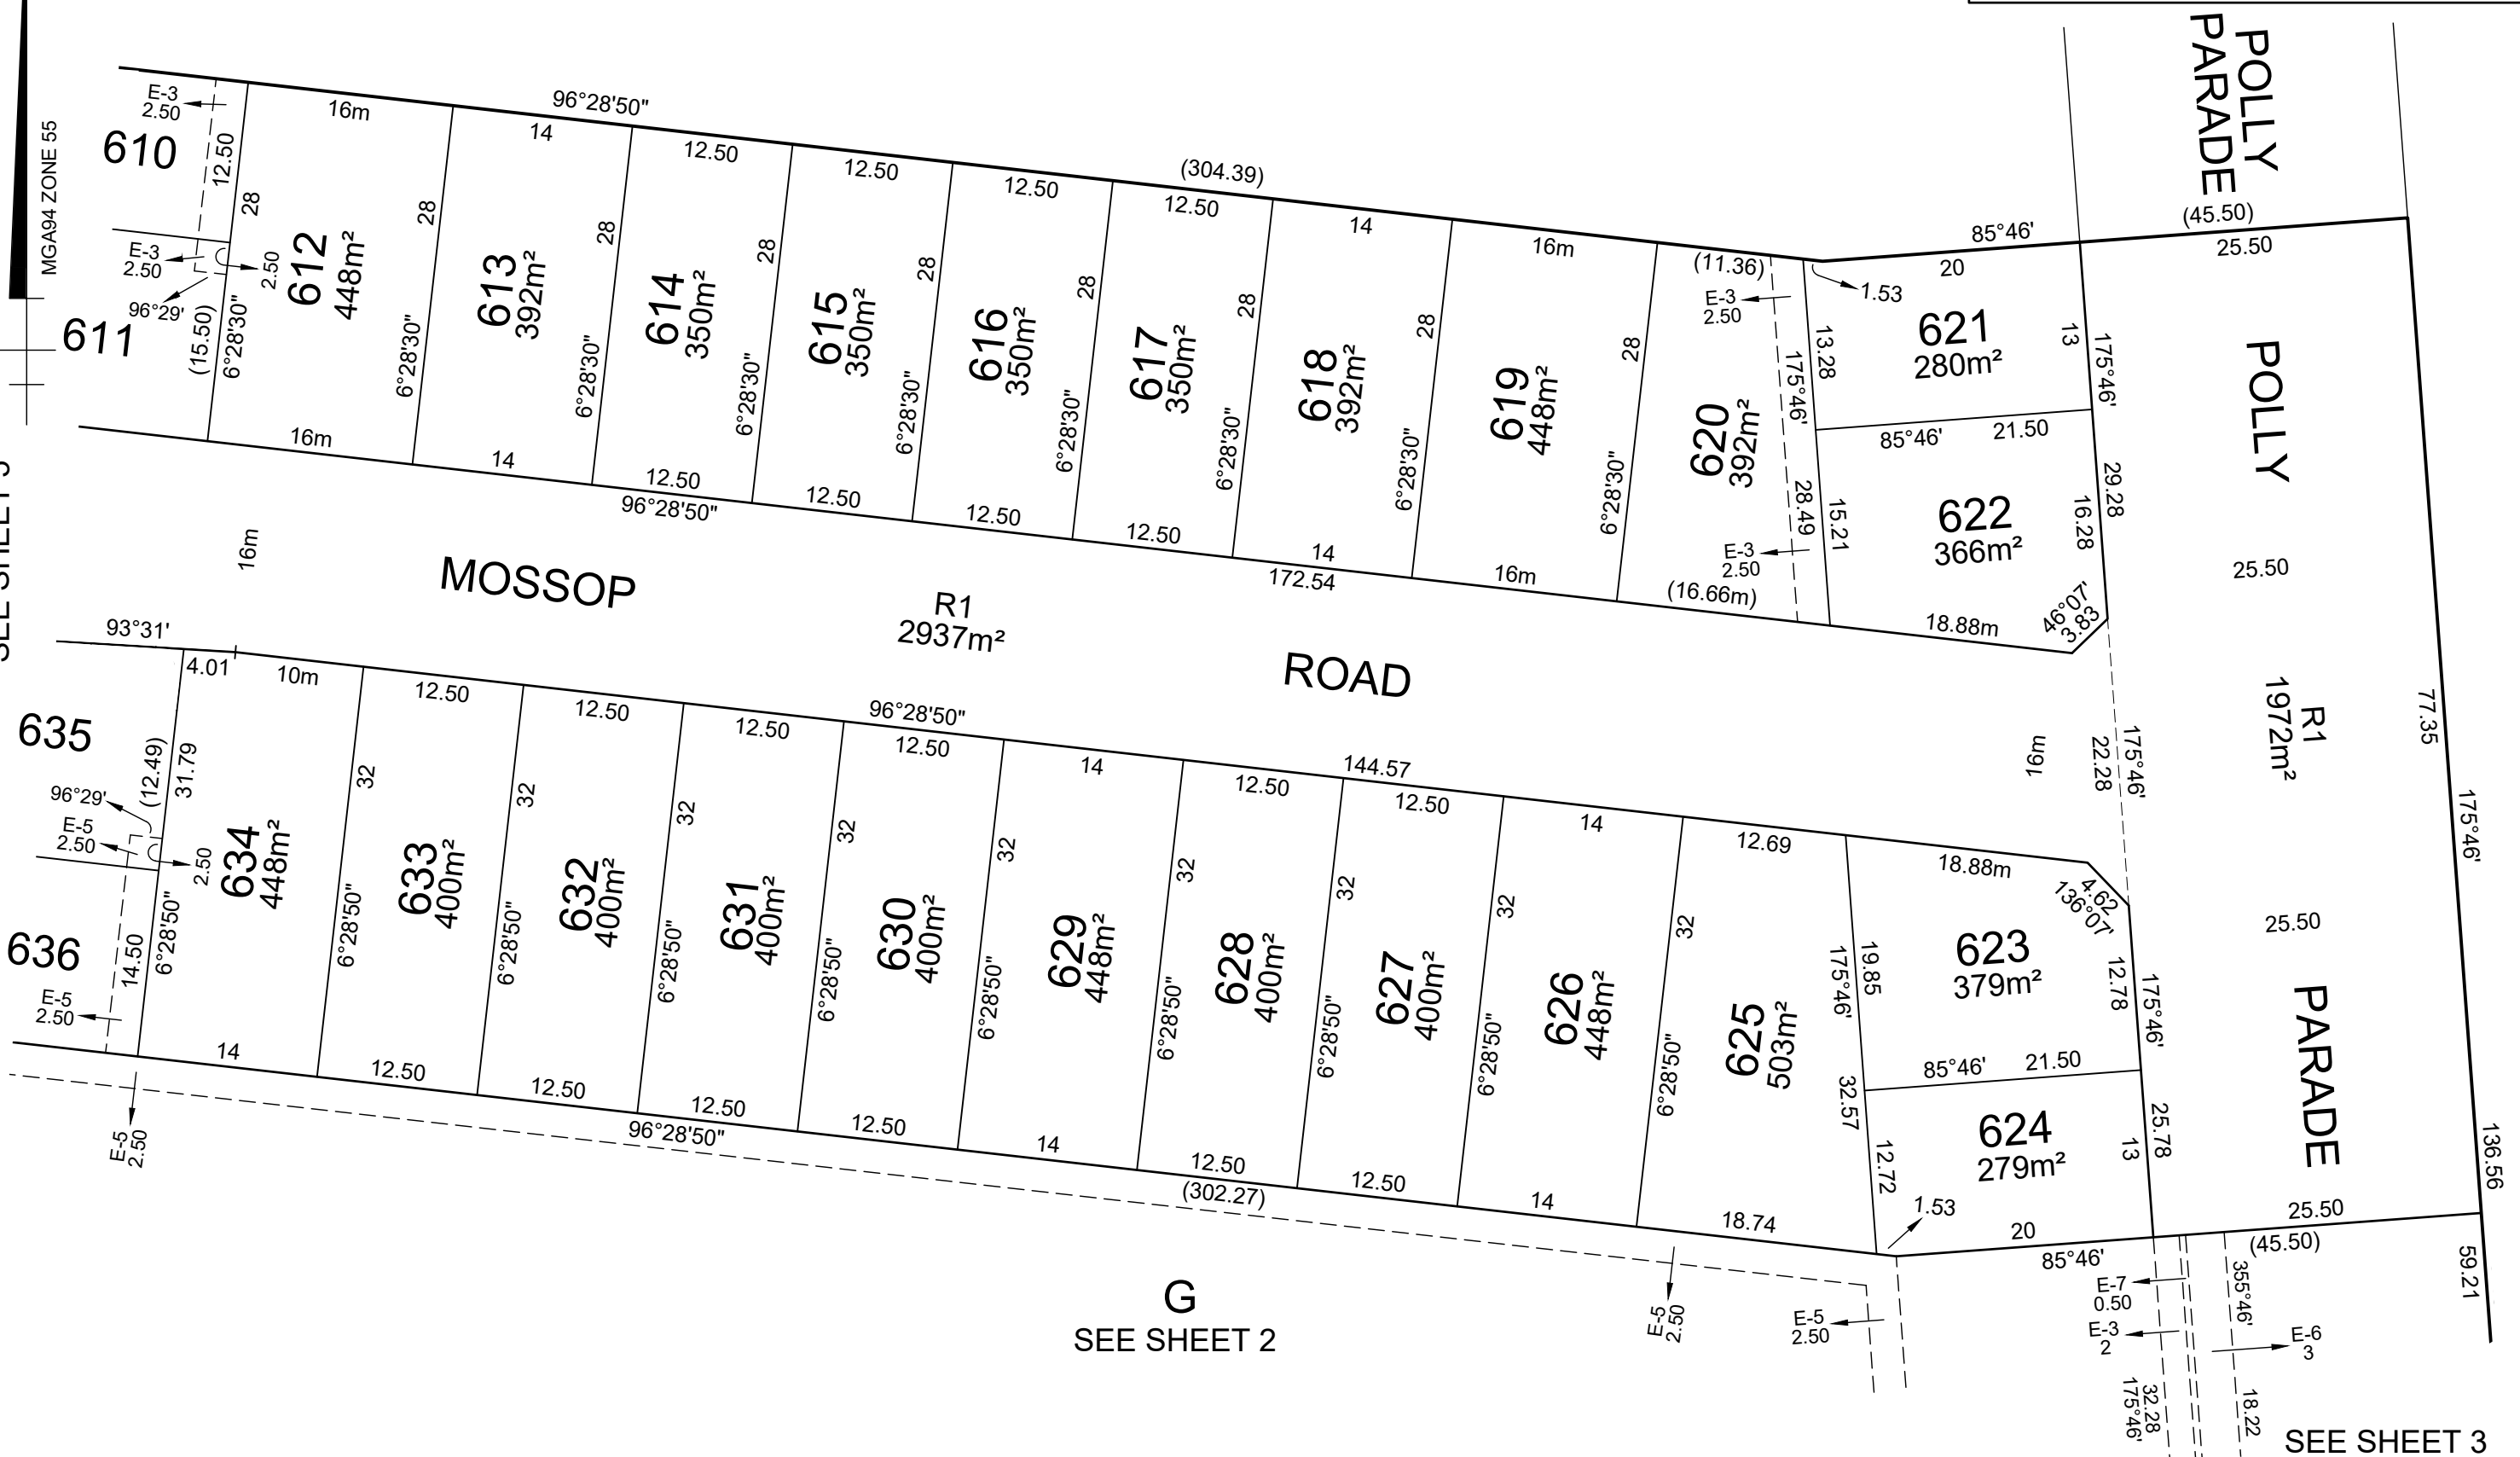 POLLY
PARADE
MGA94 ZONE 55
E-3
2.50
610
12.50
28
16m
96°28'50"
14
12.50
12.50
(304.39)
12.50
12.50
14
16m
85°46'
(45.50)
25.50
E-3
2.50
2.50
96°29'
611
(15.50)
6°28'30"
612
448m²
28
6°28'30"
613
392m²
28
6°28'30"
614
350m²
28
6°28'30"
615
350m²
28
6°28'30"
616
350m²
28
6°28'30"
617
350m²
28
6°28'30"
618
392m²
28
6°28'30"
619
448m²
28
6°28'30"
(11.36)
E-3
2.50
620
392m²
175°46'
28.49
E-3
2.50
(16.66m)
1.53
20
13.28
621
280m²
13
175°46'
85°46'
21.50
15.21
622
366m²
16.28
29.28
18.88m
46°07'
3.83
POLLY
25.50
16m
14
12.50
96°28'50"
12.50
12.50
12.50
14
172.54
16m
16m
MOSSOP
R1
2937m²
ROAD
R1
1972m²
77.35
175°46'
16m
22.28
175°46'
93°31'
4.01
10m
12.50
12.50
12.50
96°28'50"
12.50
14
144.57
12.50
12.50
14
12.69
18.88m
4.62
136°07'
635
(12.49)
31.79
96°29'
E-5
2.50
2.50
636
14.50
6°28'50"
E-5
2.50
634
448m²
32
6°28'50"
633
400m²
32
6°28'50"
632
400m²
32
6°28'50"
631
400m²
32
6°28'50"
630
400m²
32
6°28'50"
629
448m²
32
6°28'50"
628
400m²
32
6°28'50"
627
400m²
32
6°28'50"
626
448m²
32
6°28'50"
625
503m²
175°46'
32.57
19.85
623
379m²
12.78
175°46'
25.50
85°46'
21.50
624
279m²
12.72
13
25.78
PARADE
136.56
14
12.50
12.50
12.50
12.50
14
12.50
12.50
14
18.74
1.53
20
85°46'
25.50
(45.50)
59.21
E-5
2.50
96°28'50"
(302.27)
E-5
2.50
E-5
2.50
G
SEE SHEET 2
E-7
0.50
E-3
2
355°46'
E-6
3
32.28
175°46'
18.22
SEE SHEET 3